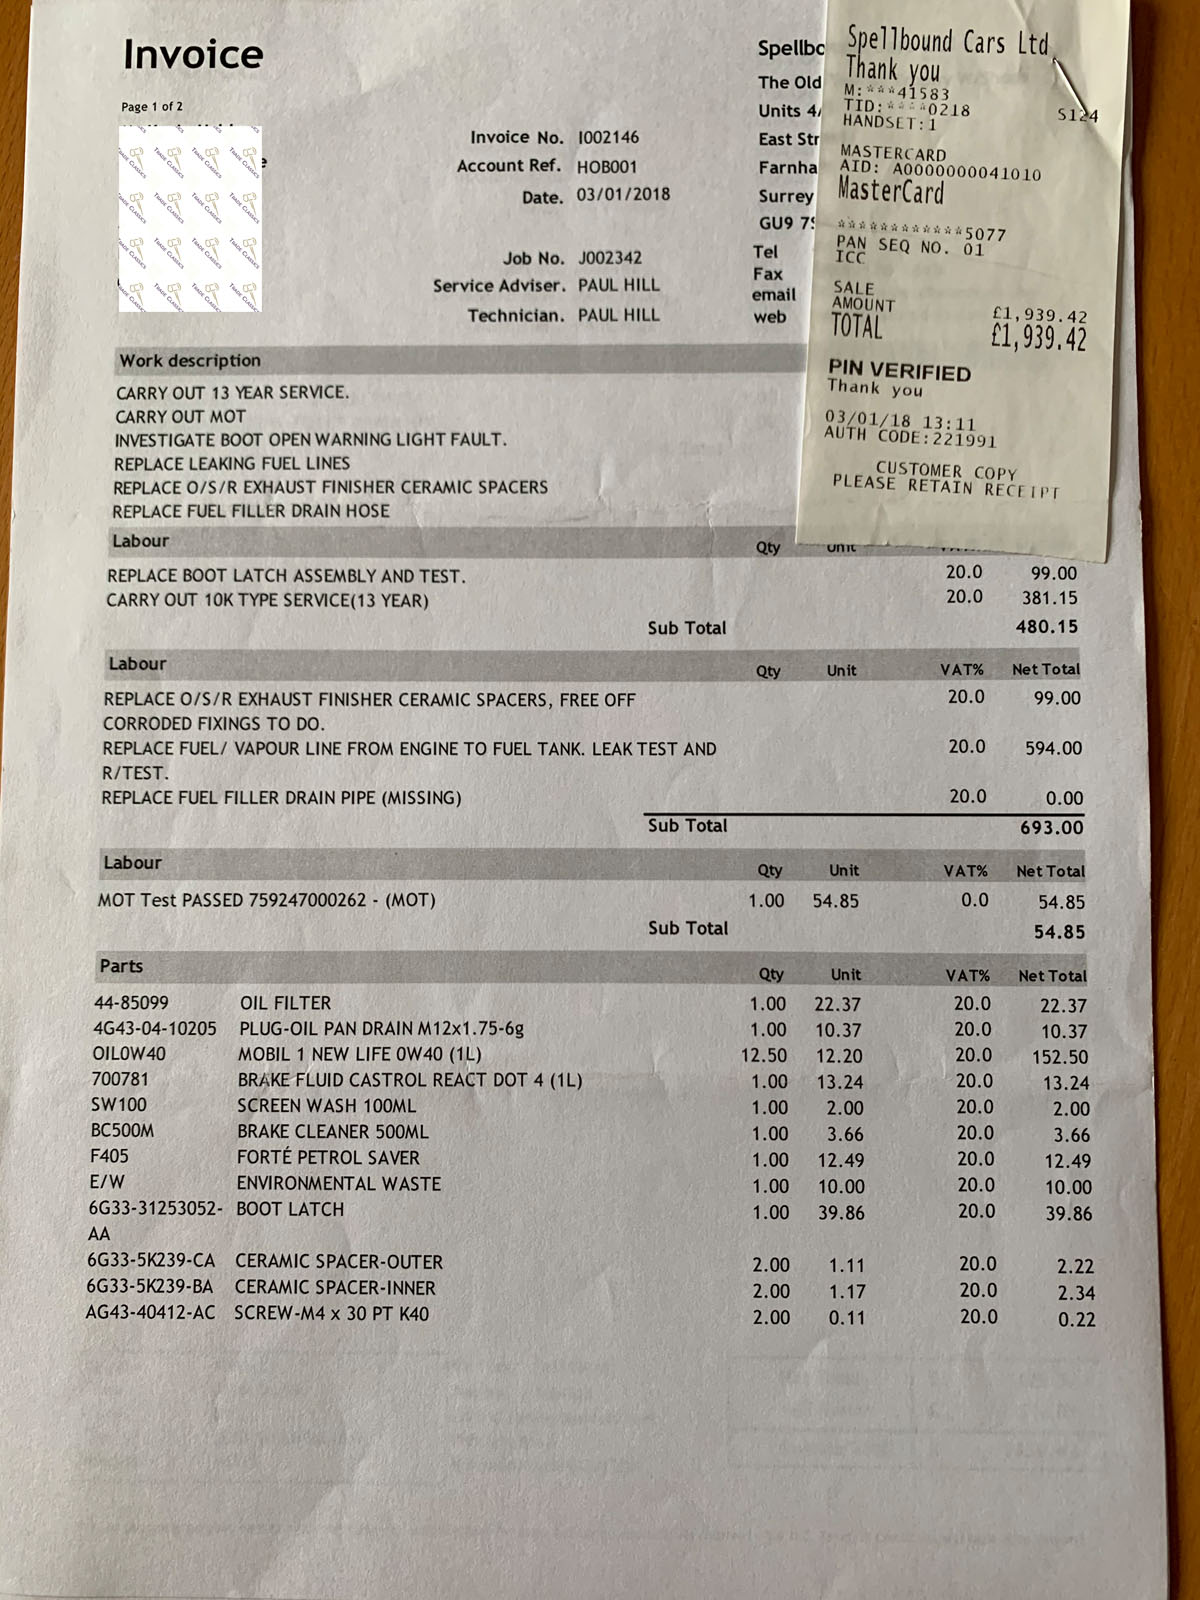 Invoice
Page 1 of 2
Invoice No. I002146
Account Ref. HOB001
Date. 03/01/2018
Job No. J002342
Service Adviser. PAUL HILL
Technician. PAUL HILL
The Old
Units 4/
East Str
Farnha
Surrey
GU9
Tel
Fax
email
web
Spellbound Cars Ltd
Thank you
M:***41583
TID:****0218 S124
HANDSET:1
MASTERCARD
AID: A0000000041010
MasterCard
************5077
PAN SEQ NO. 01
ICC
SALE
AMOUNT £1,939.42
TOTAL £1,939.42
PIN VERIFIED
Thank you
03/01/18 13:11
AUTH CODE:221991
CUSTOMER COPY
PLEASE RETAIN RECEIPT
Work description
CARRY OUT 13 YEAR SERVICE.
CARRY OUT MOT
INVESTIGATE BOOT OPEN WARNING LIGHT FAULT.
REPLACE LEAKING FUEL LINES
REPLACE O/S/R EXHAUST FINISHER CERAMIC SPACERS
REPLACE FUEL FILLER DRAIN HOSE
Labour Qty Unit
REPLACE BOOT LATCH ASSEMBLY AND TEST. 20.0 99.00
CARRY OUT 10K TYPE SERVICE(13 YEAR) 20.0 381.15
Sub Total 480.15
Labour Qty Unit VAT% Net Total
REPLACE O/S/R EXHAUST FINISHER CERAMIC SPACERS, FREE OFF 20.0 99.00
CORRODED FIXINGS TO DO.
REPLACE FUEL/ VAPOUR LINE FROM ENGINE TO FUEL TANK. LEAK TEST AND 20.0 594.00
R/TEST.
REPLACE FUEL FILLER DRAIN PIPE (MISSING) 20.0 0.00
Sub Total 693.00
Labour Qty Unit VAT% Net Total
MOT Test PASSED 759247000262 - (MOT) 1.00 54.85 0.0 54.85
Sub Total 54.85
Parts Qty Unit VAT% Net Total
44-85099 OIL FILTER 1.00 22.37 20.0 22.37
4G43-04-10205 PLUG-OIL PAN DRAIN M12x1.75-6g 1.00 10.37 20.0 10.37
OIL0W40 MOBIL 1 NEW LIFE 0W40 (1L) 12.50 12.20 20.0 152.50
700781 BRAKE FLUID CASTROL REACT DOT 4 (1L) 1.00 13.24 20.0 13.24
SW100 SCREEN WASH 100ML 1.00 2.00 20.0 2.00
BC500M BRAKE CLEANER 500ML 1.00 3.66 20.0 3.66
F405 FORTÉ PETROL SAVER 1.00 12.49 20.0 12.49
E/W ENVIRONMENTAL WASTE 1.00 10.00 20.0 10.00
6G33-31253052- BOOT LATCH 1.00 39.86 20.0 39.86
AA
6G33-5K239-CA CERAMIC SPACER-OUTER 2.00 1.11 20.0 2.22
6G33-5K239-BA CERAMIC SPACER-INNER 2.00 1.17 20.0 2.34
AG43-40412-AC SCREW-M4 x 30 PT K40 2.00 0.11 20.0 0.22